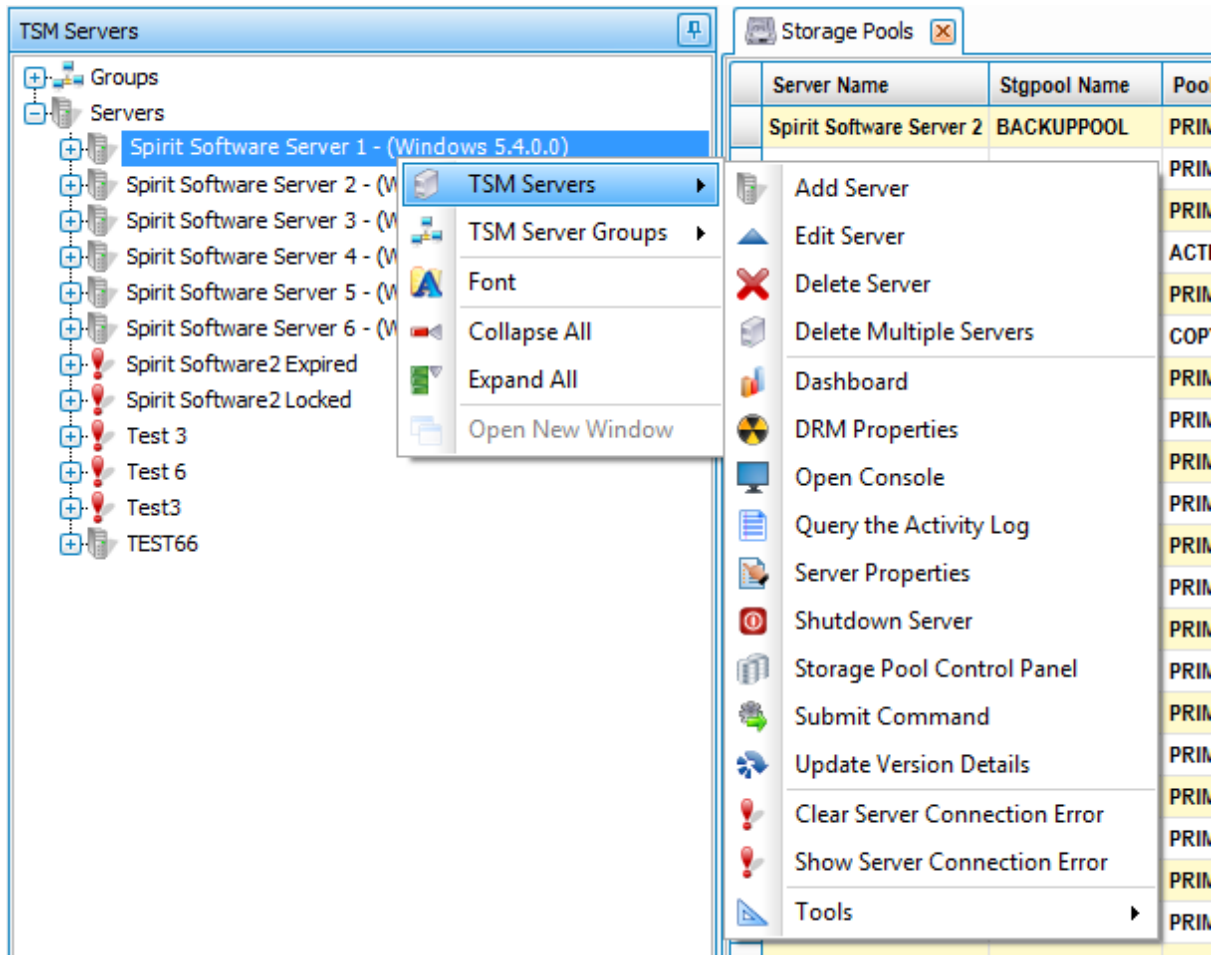 TSM Servers
Groups
Servers
Spirit Software Server 1 - (Windows 5.4.0.0)
Spirit Software Server 2 - (W
Spirit Software Server 3 - (W
Spirit Software Server 4 - (W
Spirit Software Server 5 - (W
Spirit Software Server 6 - (W
Spirit Software2 Expired
Spirit Software2 Locked
Test 3
Test 6
Test3
TEST66
TSM Servers
TSM Server Groups
Font
Collapse All
Expand All
Open New Window
Add Server
Edit Server
Delete Server
Delete Multiple Servers
Dashboard
DRM Properties
Open Console
Query the Activity Log
Server Properties
Shutdown Server
Storage Pool Control Panel
Submit Command
Update Version Details
Clear Server Connection Error
Show Server Connection Error
Tools
Storage Pools
Server Name Stgpool Name Pool
Spirit Software Server 2 BACKUPPOOL PRIM
PRIM
PRIM
ACTI
PRIM
COPY
PRIM
PRIM
PRIM
PRIM
PRIM
PRIM
PRIM
PRIM
PRIM
PRIM
PRIM
PRIM
PRIM
PRIM